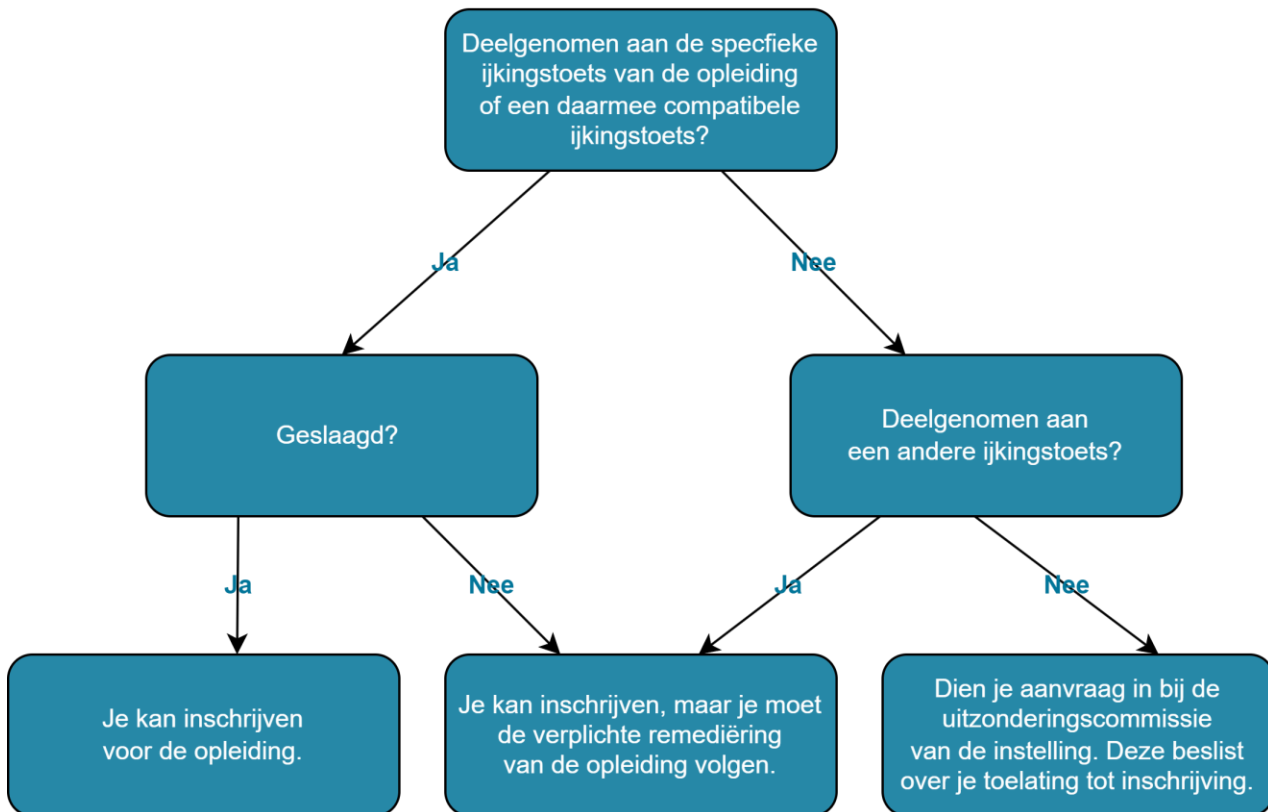 Deelgenomen aan de specfieke
ijkingstoets van de opleiding
of een daarmee compatibele
ijkingstoets?
Ja
Nee
Geslaagd?
Deelgenomen aan
een andere ijkingstoets?
Ja
Nee
Ja
Nee
Je kan inschrijven
voor de opleiding.
Je kan inschrijven, maar je moet
de verplichte remediëring
van de opleiding volgen.
Dien je aanvraag in bij de
uitzonderingscommissie
van de instelling. Deze beslist
over je toelating tot inschrijving.